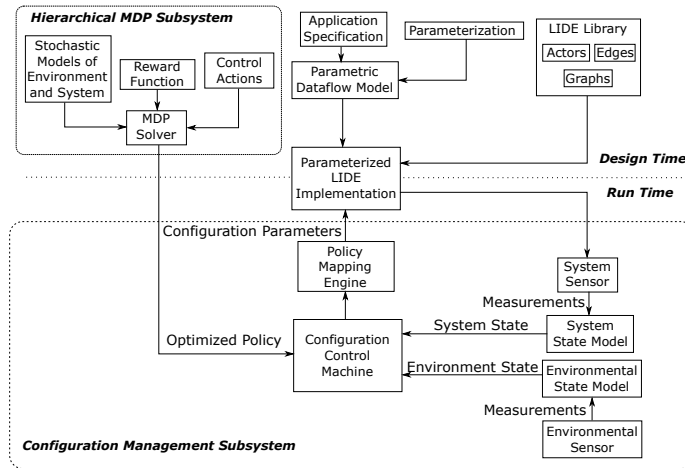 Hierarchical MDP Subsystem
Stochastic
Models of
Environment
and System
Reward
Function
Control
Actions
MDP
Solver
Application
Specification
Parameterization
Parametric
Dataflow Model
LIDE Library
Actors
Edges
Graphs
Parameterized
LIDE
Implementation
Design Time
Run Time
Configuration Parameters
Policy
Mapping
Engine
System
Sensor
Measurements
Optimized Policy
Configuration
Control
Machine
System State
System
State Model
Environment State
Environmental
State Model
Measurements
Environmental
Sensor
Configuration Management Subsystem